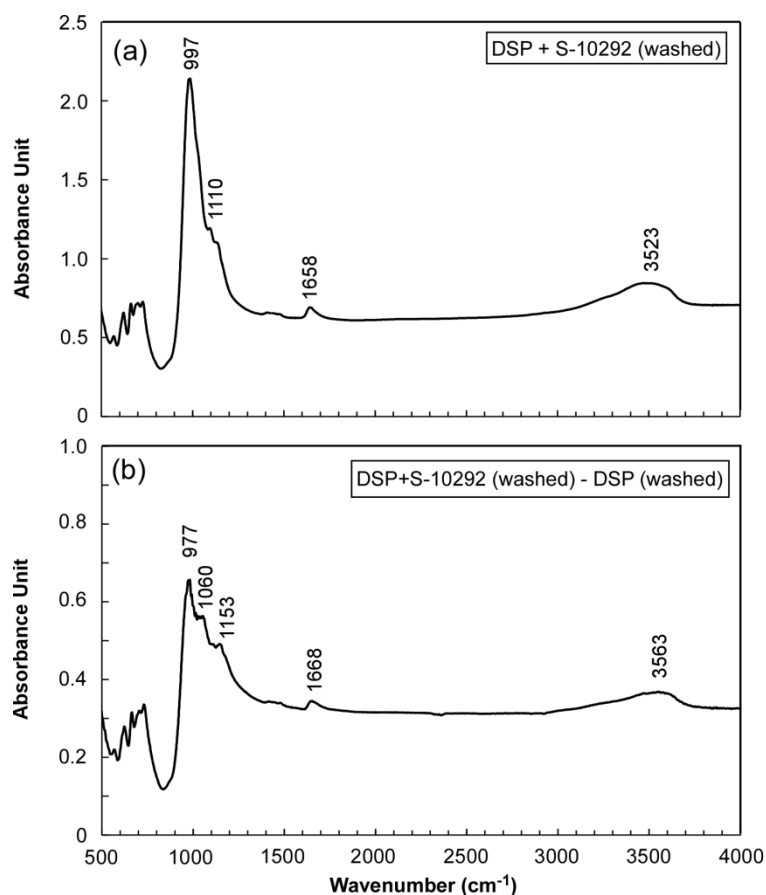 (a)
DSP + S-10292 (washed)
997
1110
1658
3523
2.5
2.0
1.5
1.0
0.5
0
Absorbance Unit
(b)
DSP+S-10292 (washed) - DSP (washed)
977
1060
1153
1668
3563
1.0
0.8
0.6
0.4
0.2
0
Absorbance Unit
500 1000 1500 2000 2500 3000 3500 4000
Wavenumber (cm⁻¹)